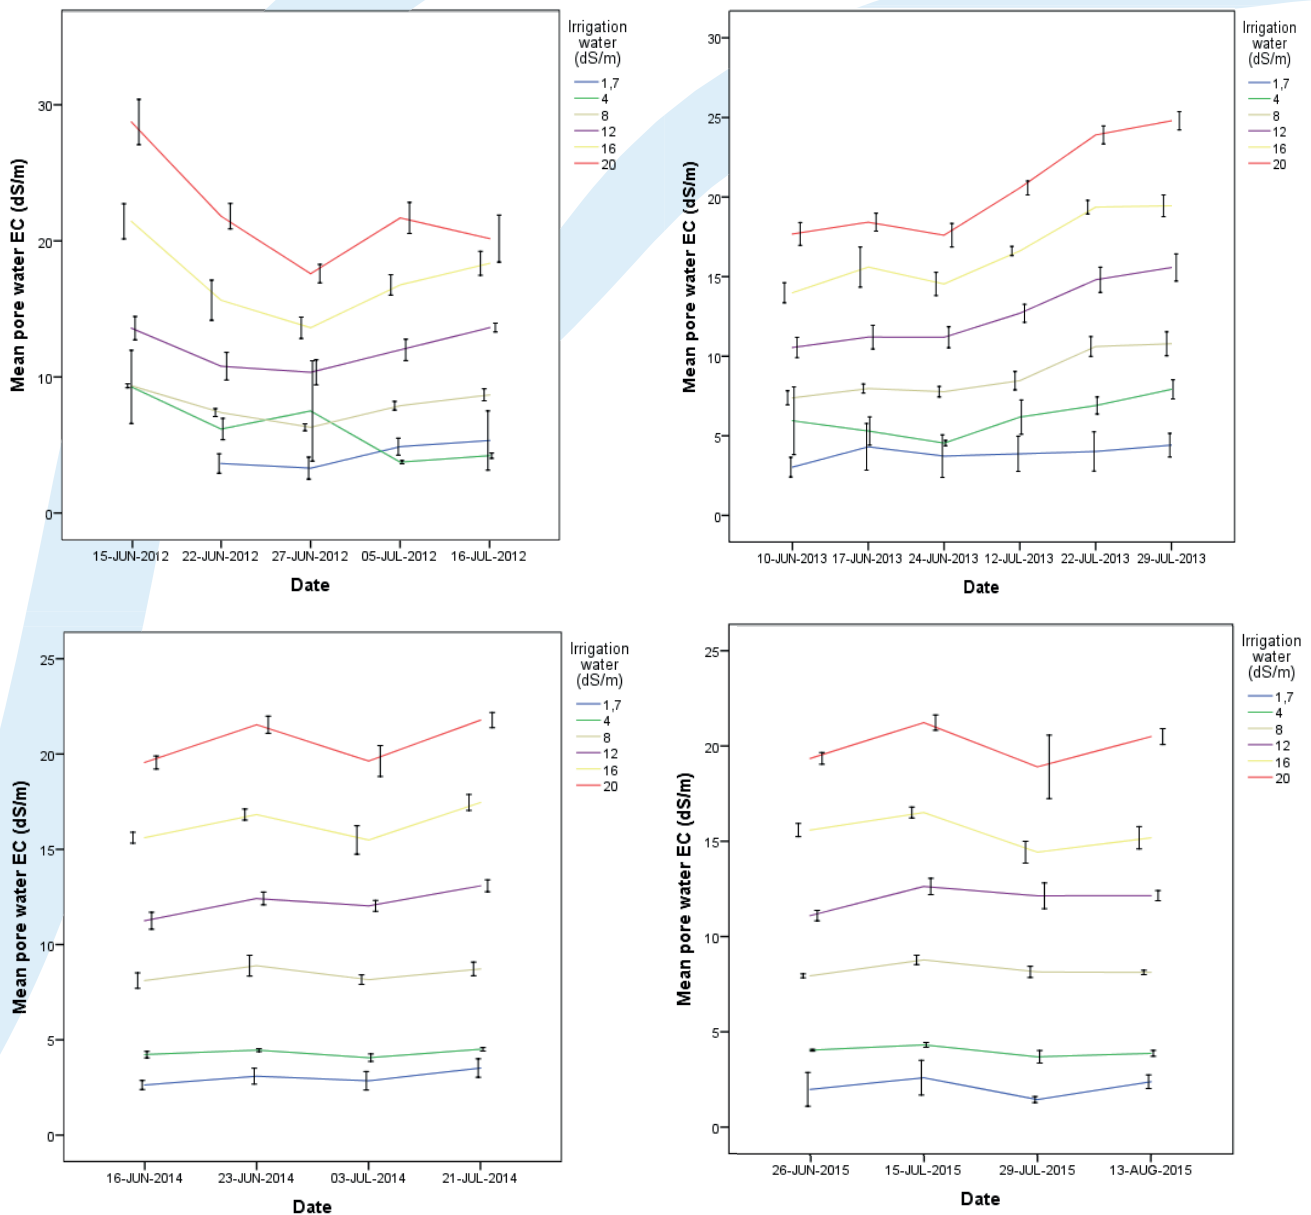 Irrigation
water
(dS/m)
1,7
4
8
12
16
20
Mean pore water EC (dS/m)
30
20
10
0
15-JUN-2012 22-JUN-2012 27-JUN-2012 05-JUL-2012 16-JUL-2012
Date
Irrigation
water
(dS/m)
1,7
4
8
12
16
20
Mean pore water EC (dS/m)
30
25
20
15
10
5
0
10-JUN-2013 17-JUN-2013 24-JUN-2013 12-JUL-2013 22-JUL-2013 29-JUL-2013
Date
Irrigation
water
(dS/m)
1,7
4
8
12
16
20
Mean pore water EC (dS/m)
25
20
15
10
5
0
16-JUN-2014 23-JUN-2014 03-JUL-2014 21-JUL-2014
Date
Irrigation
water
(dS/m)
1,7
4
8
12
16
20
Mean pore water EC (dS/m)
25
20
15
10
5
0
26-JUN-2015 15-JUL-2015 29-JUL-2015 13-AUG-2015
Date